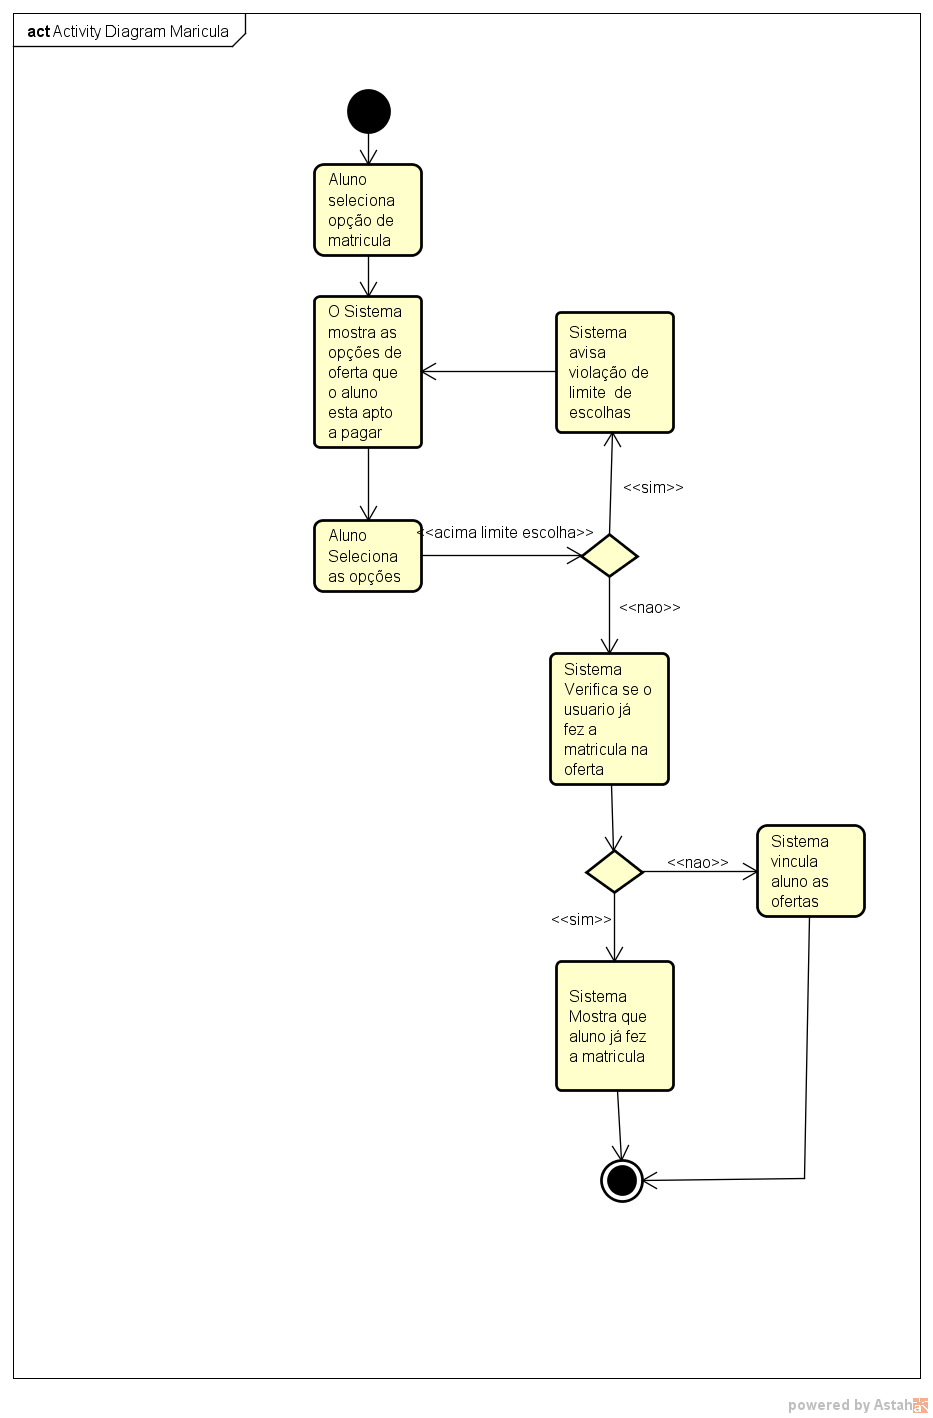 act Activity Diagram Maricula
Aluno
seleciona
opção de
matricula
O Sistema
mostra as
opções de
oferta que
o aluno
esta apto
a pagar
Sistema
avisa
violação de
limite de
escolhas
<<sim>>
Aluno
Seleciona
as opções
<<acima limite escolha>>
<<nao>>
Sistema
Verifica se o
usuario já
fez a
matricula na
oferta
<<nao>>
Sistema
vincula
aluno as
ofertas
<<sim>>
Sistema
Mostra que
aluno já fez
a matricula
powered by Astah